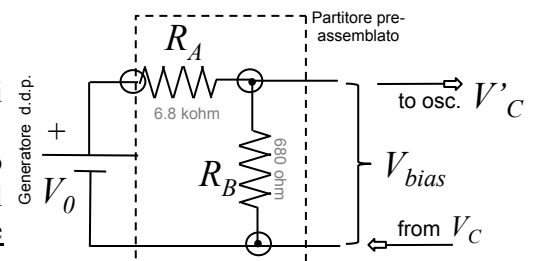 Partitore pre-
assemblato
R_A
6.8 kohm
Generatore d.d.p.
+
V_0
R_B
680 ohm
to osc. V'_C
V_bias
from V_C